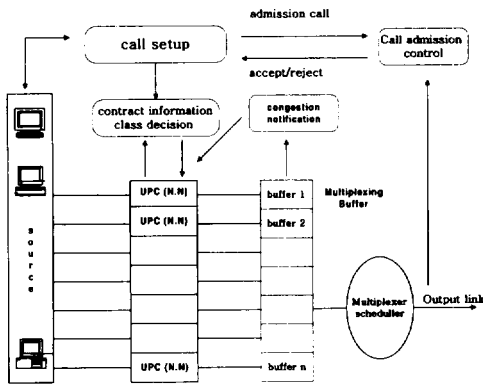 admission call
call setup
Call admission
control
accept/reject
contract information
class decision
congestion
notification
UPC (N.N)
buffer 1
Multiplexing
Buffer
UPC (N.N)
buffer 2
source
Multiplexer
scheduller
Output link
UPC (N.N)
buffer n